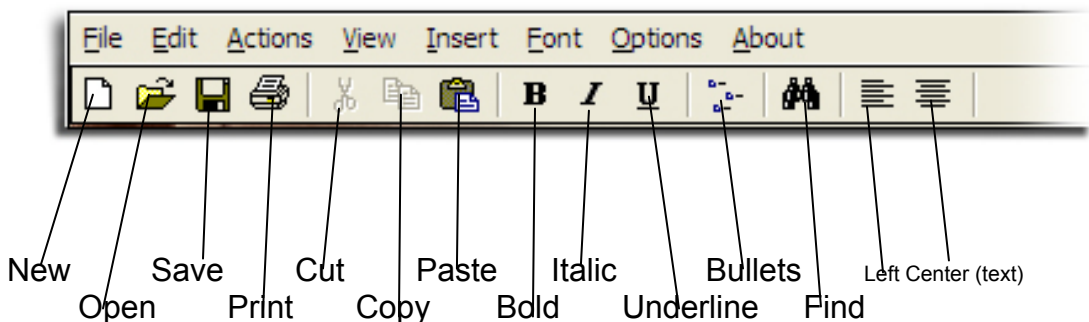 File Edit Actions View Insert Font Options About
B I U
New Save Cut Paste Italic Bullets Left Center (text)
Open Print Copy Bold Underline Find